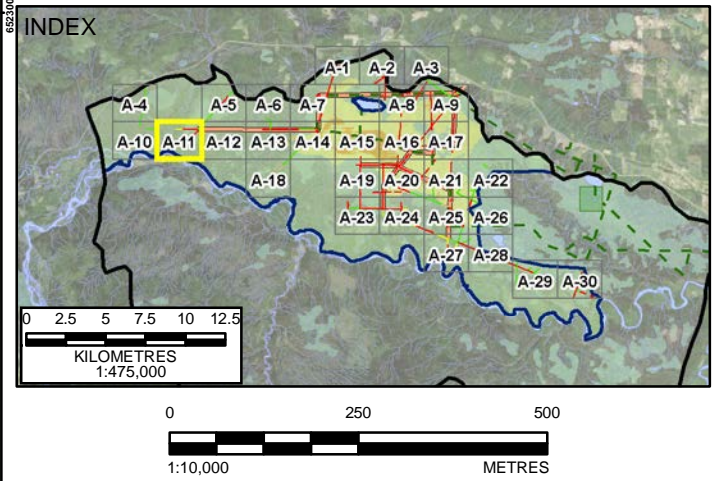 652300
INDEX
A-1 A-2 A-3
A-4 A-5 A-6 A-7 A-8 A-9
A-10 A-11 A-12 A-13 A-14 A-15 A-16 A-17
A-18 A-19 A-20 A-21 A-22
A-23 A-24 A-25 A-26
A-27 A-28
A-29 A-30
0 2.5 5 7.5 10 12.5
KILOMETRES
1:475,000
0 250 500
1:10,000 METRES